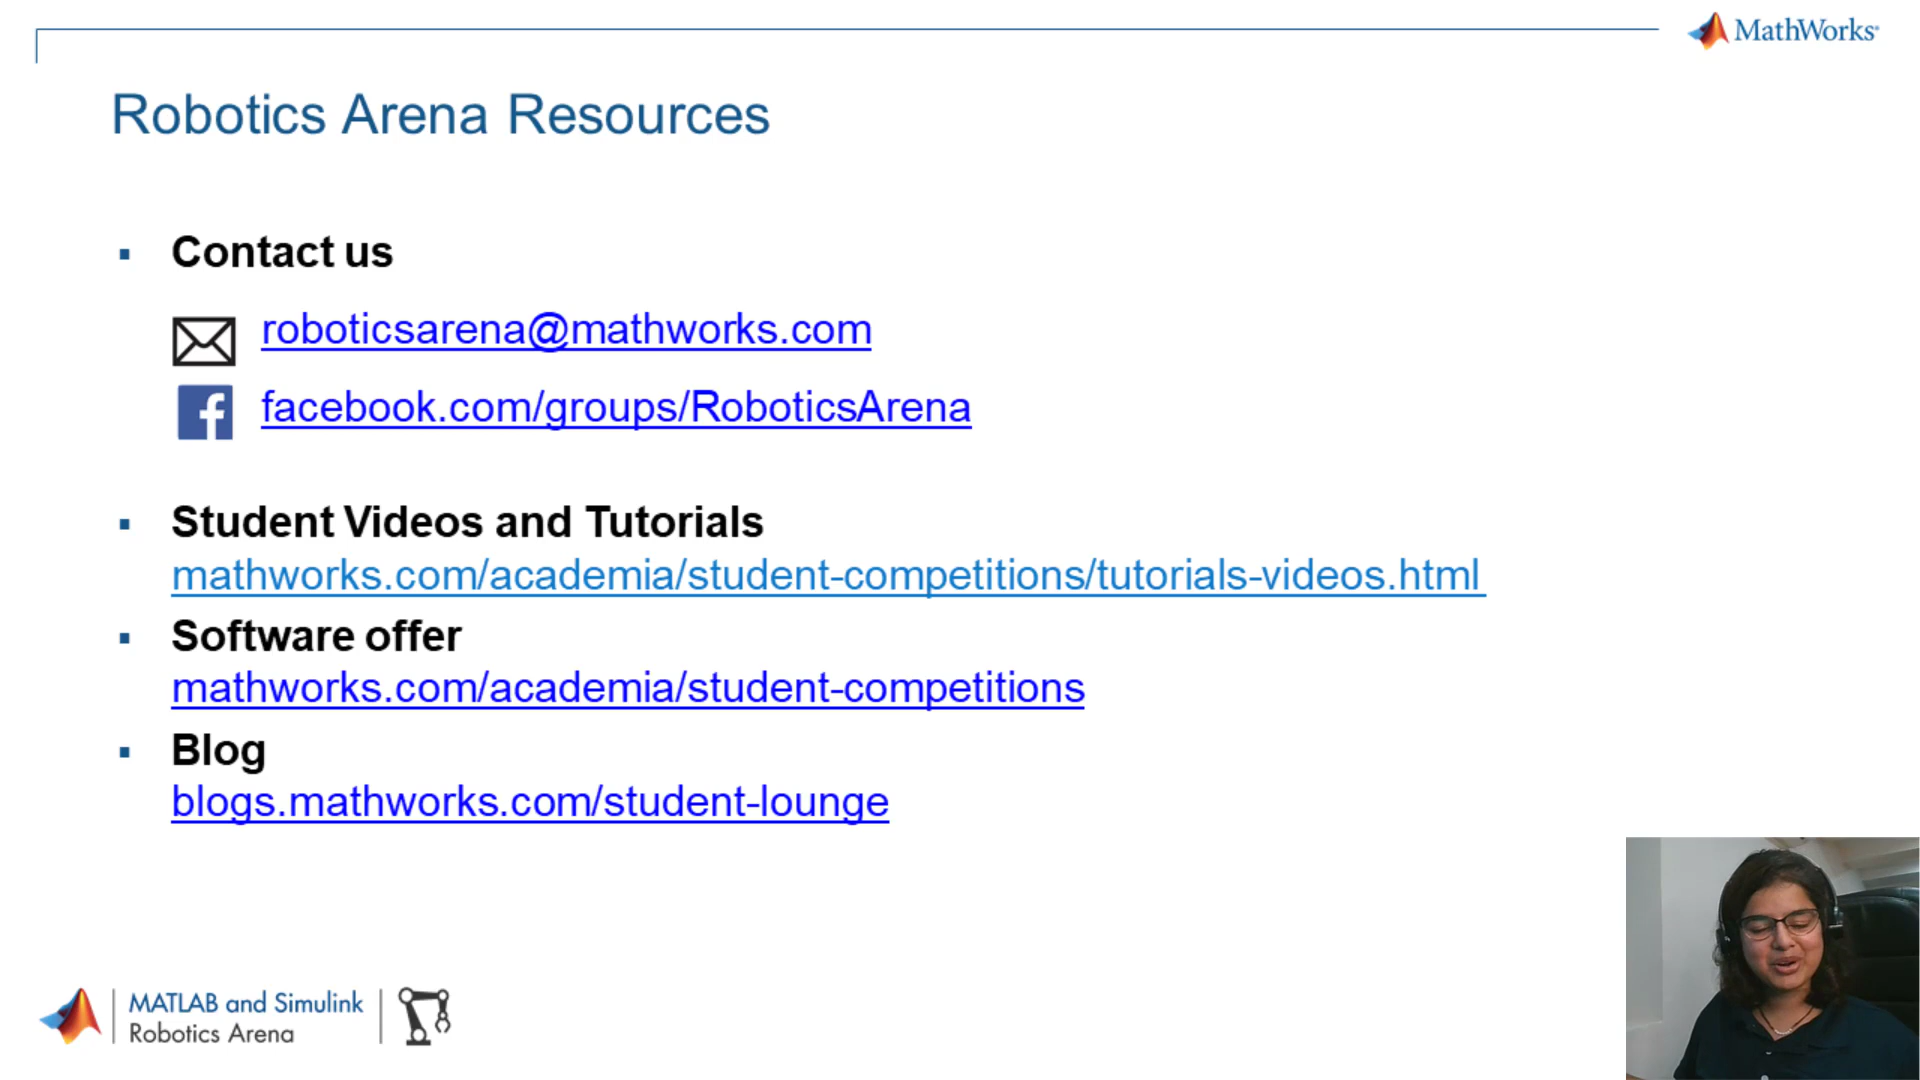 MathWorks®
Robotics Arena Resources
Contact us
roboticsarena@mathworks.com
facebook.com/groups/RoboticsArena
Student Videos and Tutorials
mathworks.com/academia/student-competitions/tutorials-videos.html
Software offer
mathworks.com/academia/student-competitions
Blog
blogs.mathworks.com/student-lounge
MATLAB and Simulink
Robotics Arena